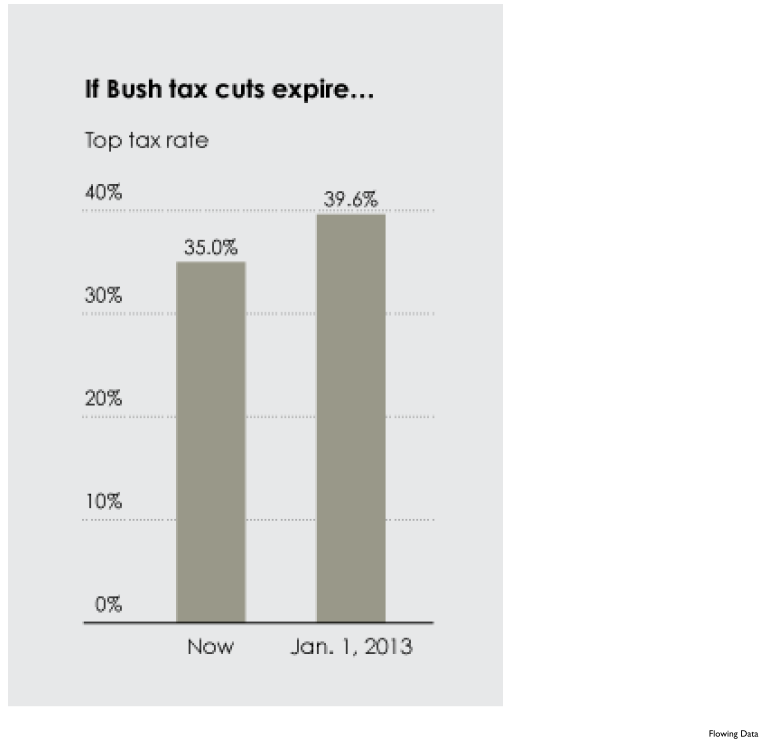 If Bush tax cuts expire...
Top tax rate
40%
39.6%
35.0%
30%
20%
10%
0%
Now Jan. 1, 2013
Flowing Data